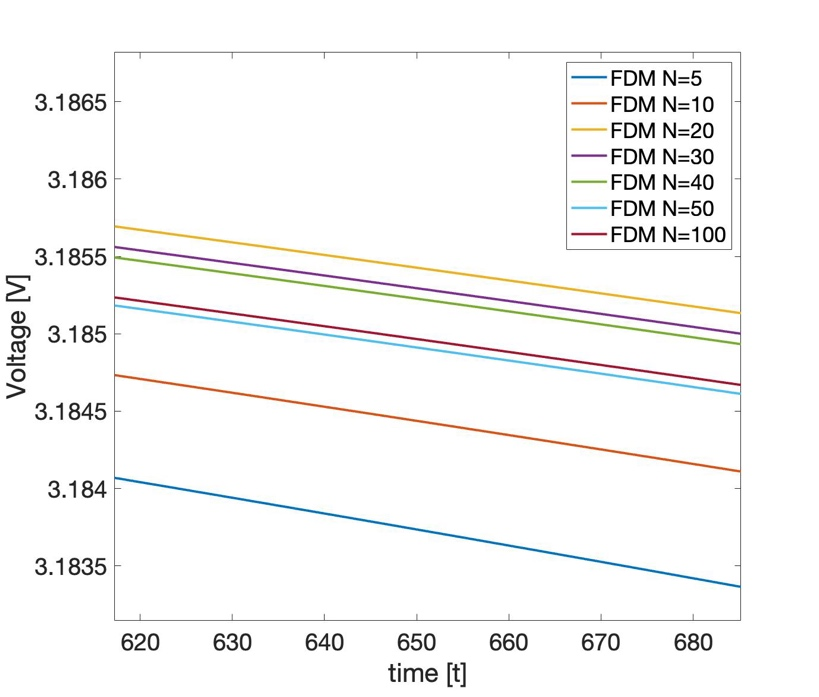 3.1865
3.186
3.1855
3.185
3.1845
3.184
3.1835
Voltage [V]
FDM N=5
FDM N=10
FDM N=20
FDM N=30
FDM N=40
FDM N=50
FDM N=100
620 630 640 650 660 670 680
time [t]